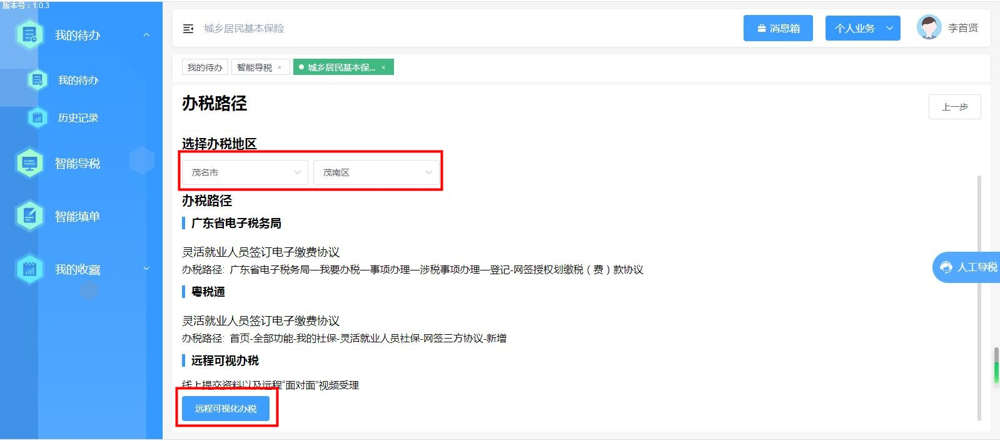 版本号：1.0.3
我的待办
我的待办
历史记录
智能导税
智能填单
我的收藏
城乡居民基本保险
消息箱
个人业务
李首贤
我的待办
智能导税 ×
城乡居民基本保... ×
办税路径
上一步
选择办税地区
茂名市
茂南区
办税路径
广东省电子税务局
灵活就业人员签订电子缴费协议
办税路径: 广东省电子税务局—我要办税—事项办理—涉税事项办理—登记-网签授权划缴税（费）款协议
粤税通
灵活就业人员签订电子缴费协议
办税路径: 首页-全部功能-我的社保-灵活就业人员社保-网签三方协议-新增
远程可视办税
线上提交资料以及远程“面对面”视频受理
远程可视化办税
人工导税